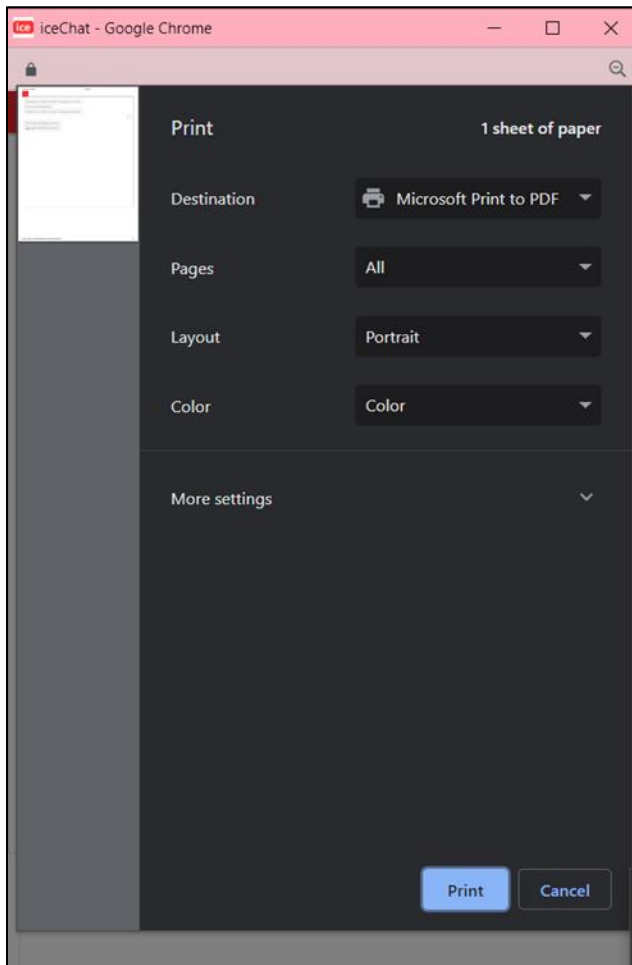 ice iceChat - Google Chrome
Print 1 sheet of paper
Destination Microsoft Print to PDF
Pages All
Layout Portrait
Color Color
More settings
Print Cancel